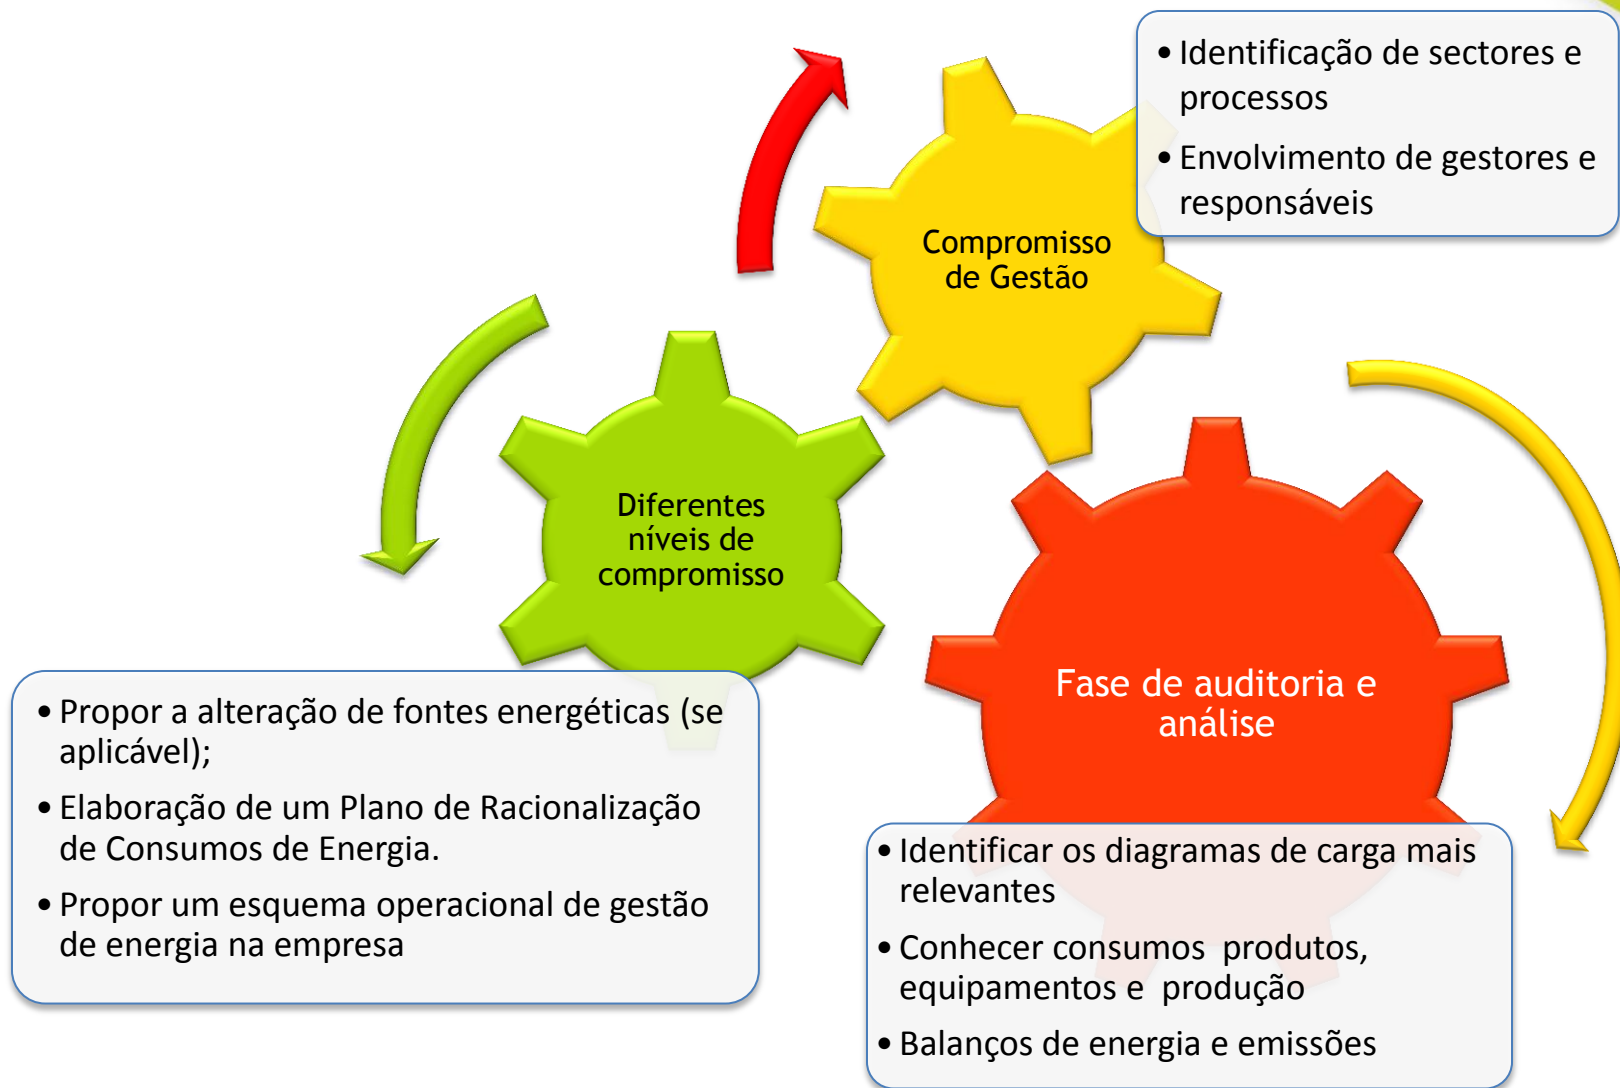 • Identificação de sectores e
processos
• Envolvimento de gestores e
responsáveis
Compromisso
de Gestão
Diferentes
níveis de
compromisso
Fase de auditoria e
análise
• Propor a alteração de fontes energéticas (se
aplicável);
• Elaboração de um Plano de Racionalização
de Consumos de Energia.
• Propor um esquema operacional de gestão
de energia na empresa
• Identificar os diagramas de carga mais
relevantes
• Conhecer consumos  produtos,
equipamentos e  produção
• Balanços de energia e emissões